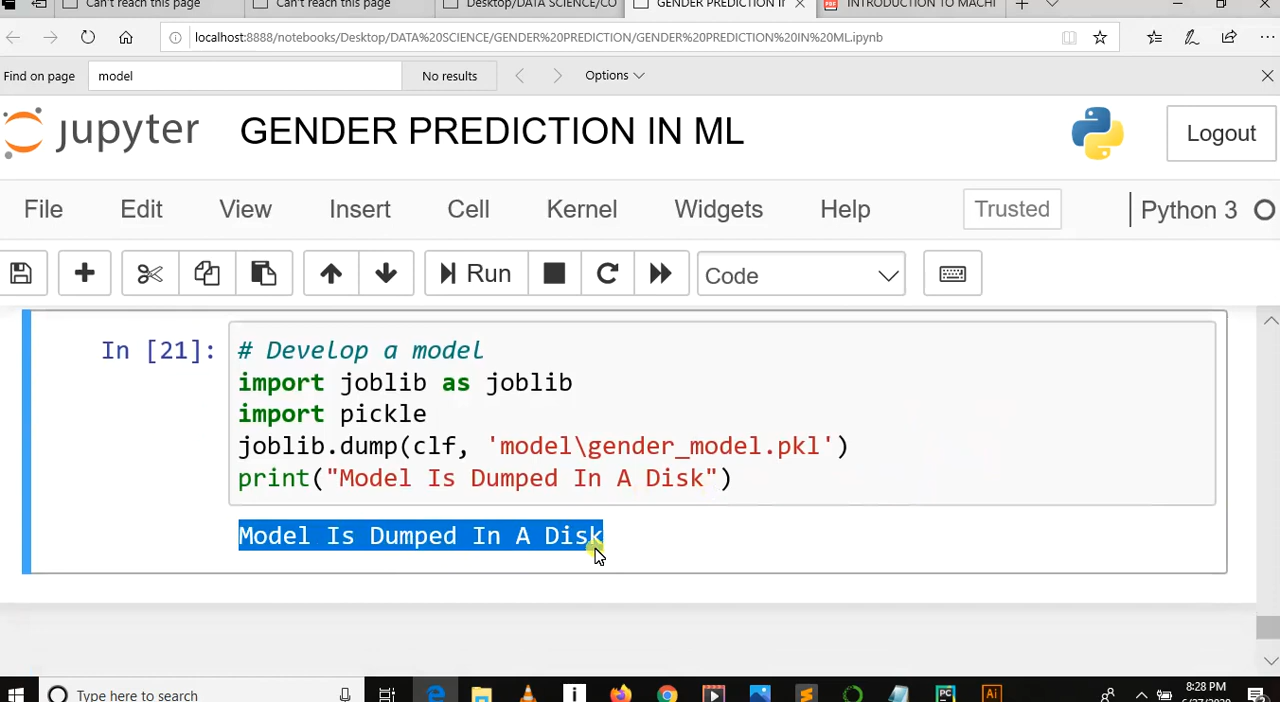 Can't reach this page
Can't reach this page
Desktop/DATA SCIENCE/CO
GENDER PREDICTION IN
INTRODUCTION TO MACHI
localhost:8888/notebooks/Desktop/DATA%20SCIENCE/GENDER%20PREDICTION/GENDER%20PREDICTION%20IN%20ML.ipynb
Find on page
model
No results
Options
jupyter
GENDER PREDICTION IN ML
Logout
File
Edit
View
Insert
Cell
Kernel
Widgets
Help
Trusted
Python 3
Run
Code
In [21]:
# Develop a model
import joblib as joblib
import pickle
joblib.dump(clf, 'model\gender_model.pkl')
print("Model Is Dumped In A Disk")
Model Is Dumped In A Disk
Type here to search
PC
Ai
8:28 PM